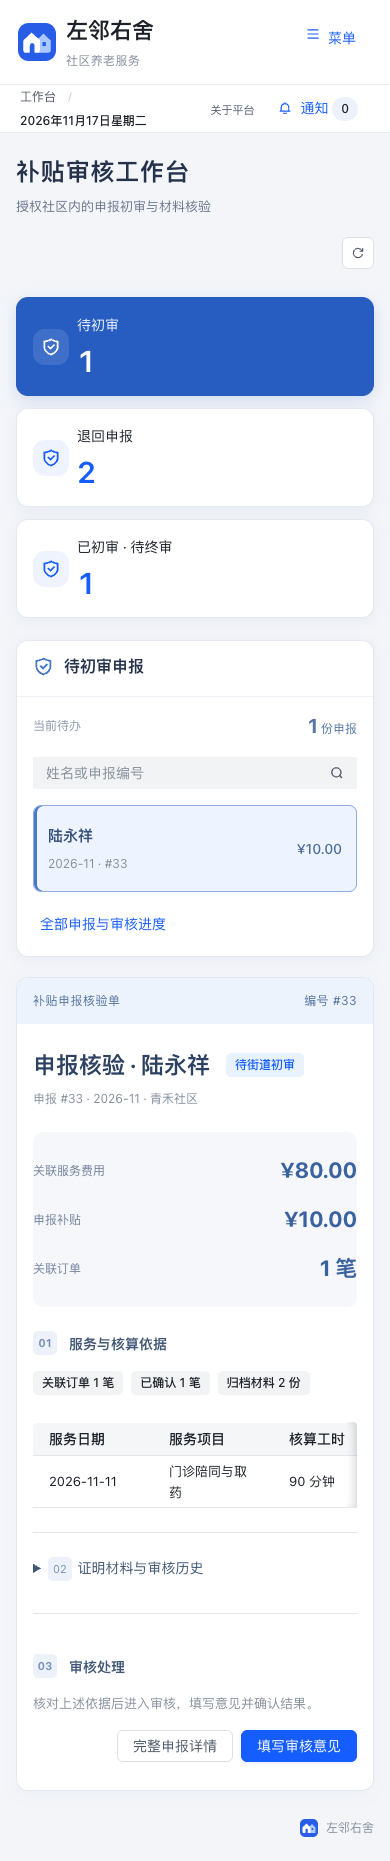 左邻右舍
社区养老服务
菜单
工作台 /
2026年11月17日星期二
关于平台
通知 0
补贴审核工作台
授权社区内的申报初审与材料核验
待初审
1
退回申报
2
已初审 · 待终审
1
待初审申报
当前待办
1 份申报
姓名或申报编号
陆永祥
2026-11 · #33
¥10.00
全部申报与审核进度
补贴申报核验单
编号 #33
申报核验 · 陆永祥
待街道初审
申报 #33 · 2026-11 · 青禾社区
关联服务费用 ¥80.00
申报补贴 ¥10.00
关联订单 1 笔
01 服务与核算依据
关联订单 1 笔 已确认 1 笔 归档材料 2 份
服务日期 服务项目 核算工时
2026-11-11 门诊陪同与取药 90 分钟
02 证明材料与审核历史
03 审核处理
核对上述依据后进入审核，填写意见并确认结果。
完整申报详情 填写审核意见
左邻右舍